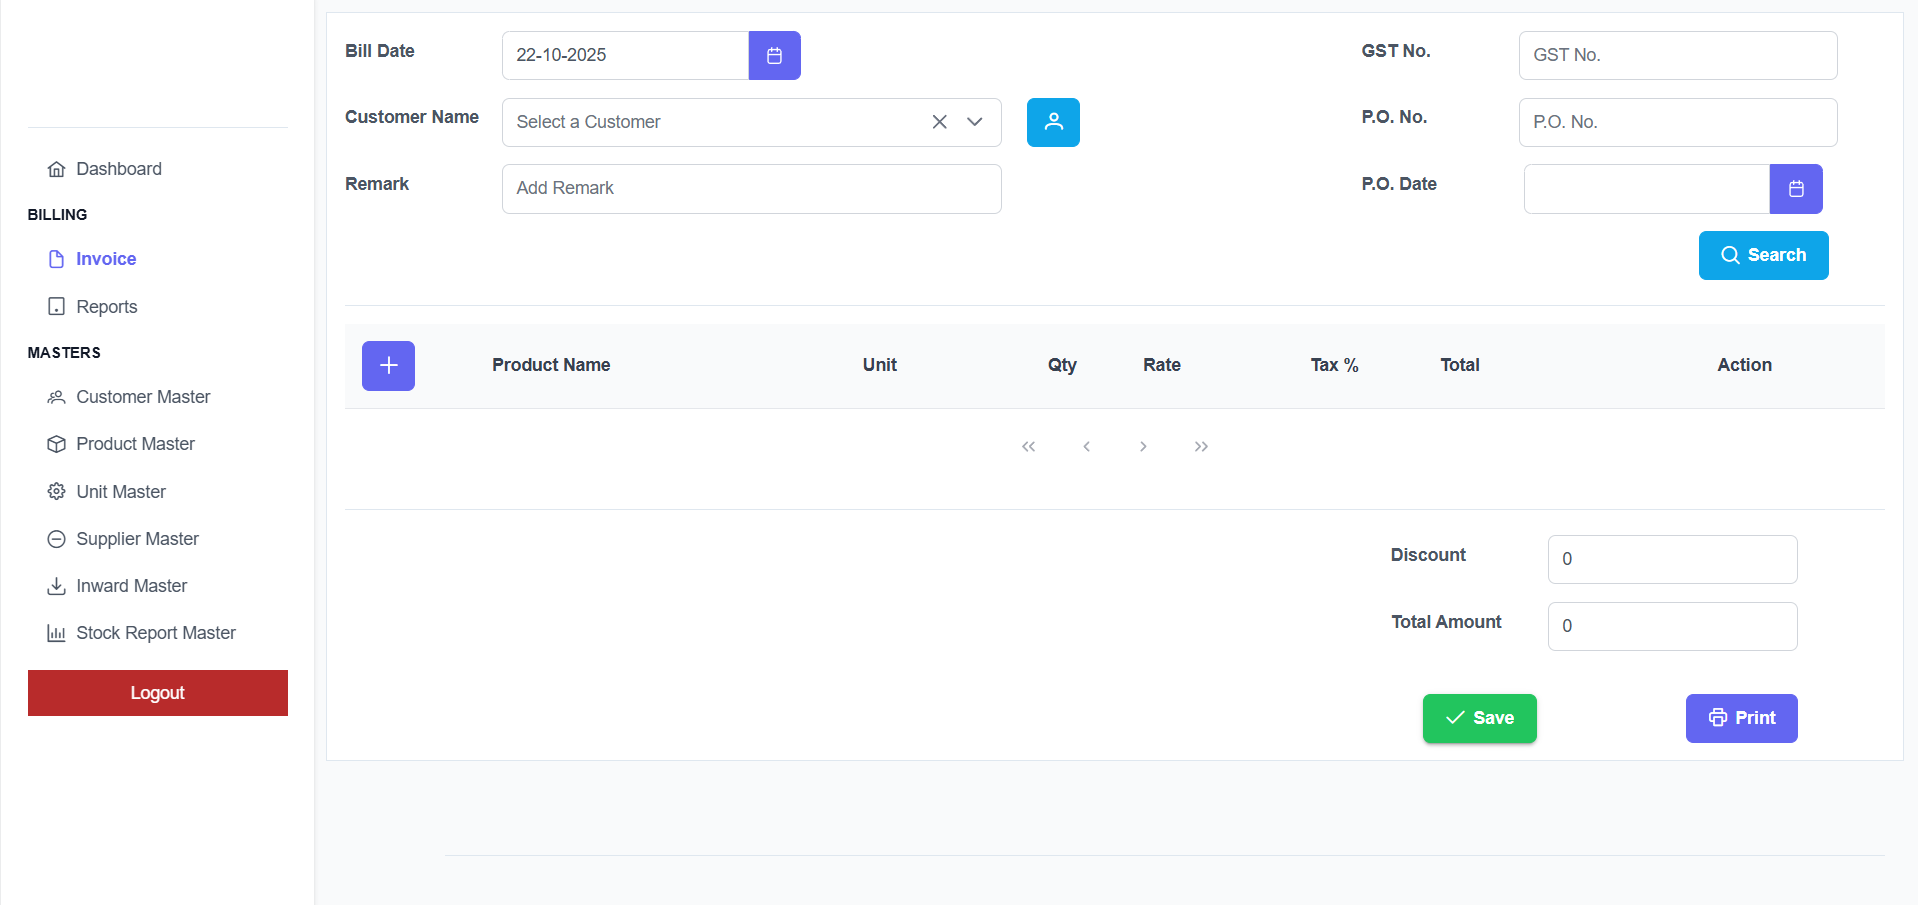 Dashboard
BILLING
Invoice
Reports
MASTERS
Customer Master
Product Master
Unit Master
Supplier Master
Inward Master
Stock Report Master
Logout
Bill Date
22-10-2025
GST No.
GST No.
Customer Name
Select a Customer
P.O. No.
P.O. No.
Remark
Add Remark
P.O. Date
Search
Product Name Unit Qty Rate Tax % Total Action
Discount
0
Total Amount
0
Save
Print